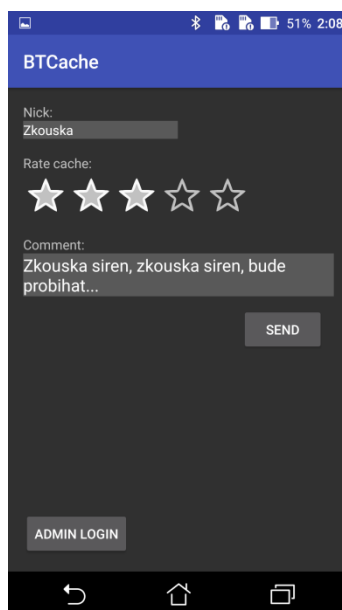 51% 2:08
BTCache
Nick:
Zkouska
Rate cache:
Comment:
Zkouska siren, zkouska siren, bude
probihat...
SEND
ADMIN LOGIN